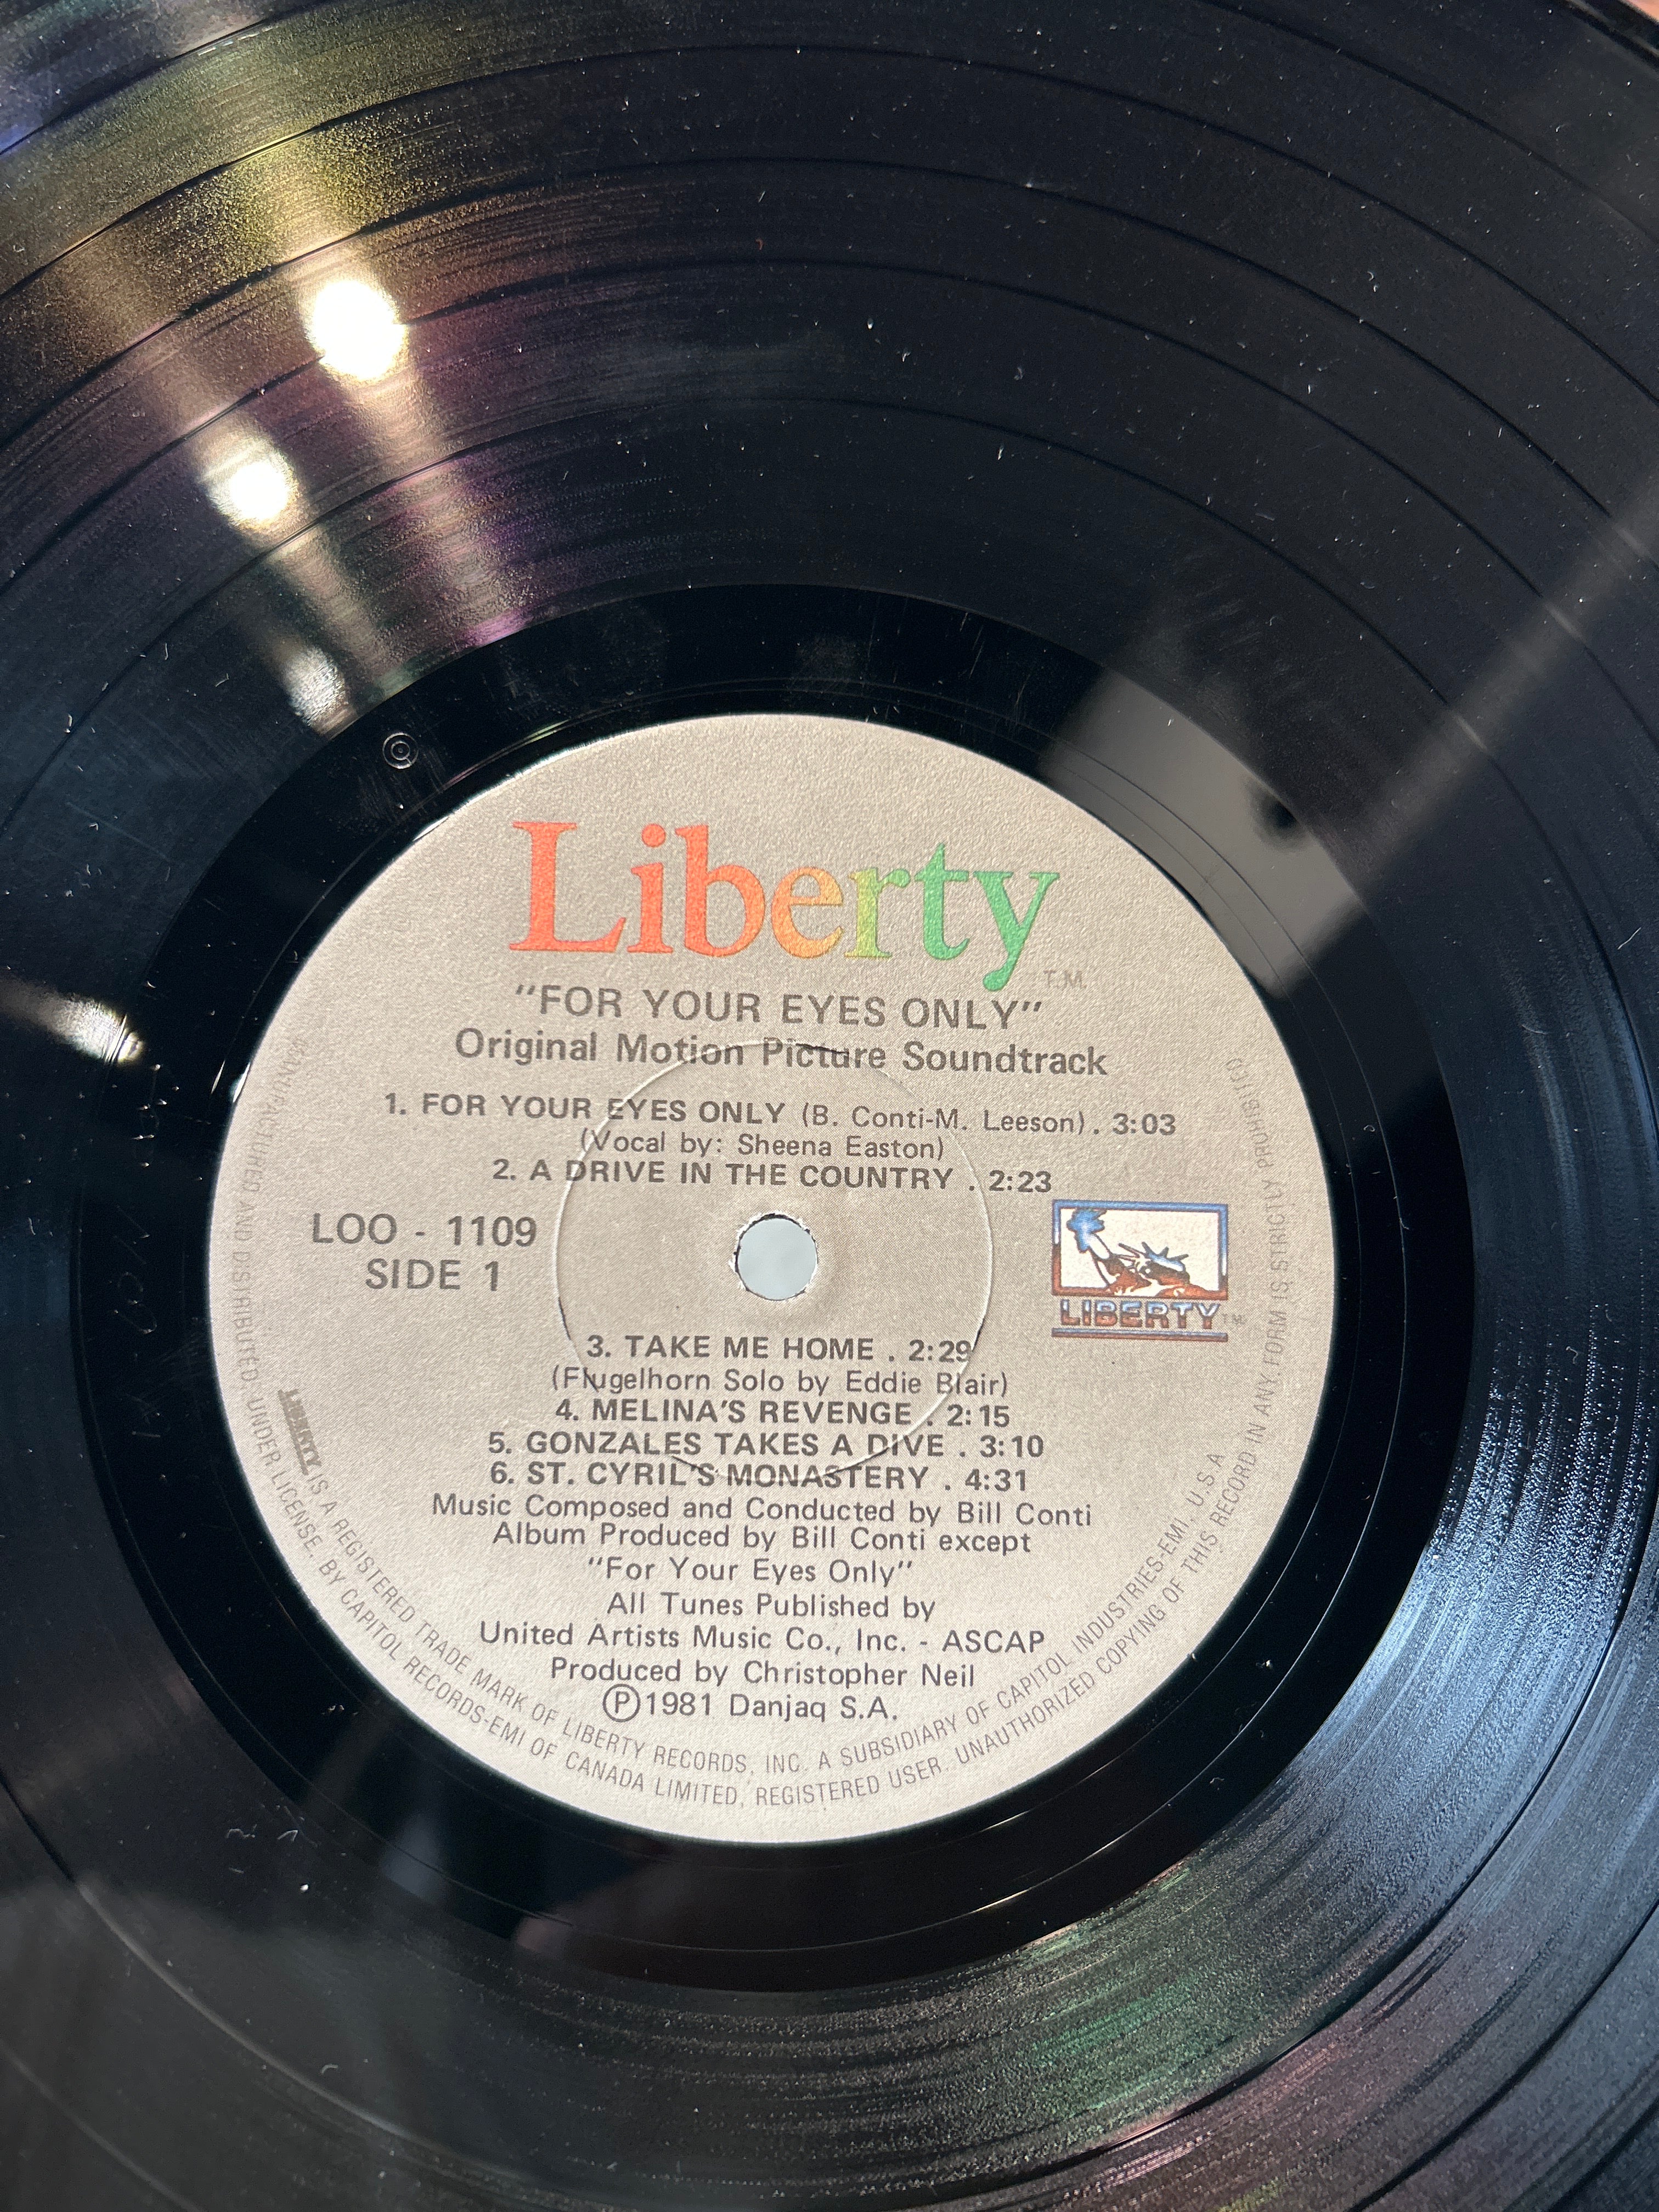 Liberty T.M.
"FOR YOUR EYES ONLY"
Original Motion Picture Soundtrack
1. FOR YOUR EYES ONLY (B. Conti-M. Leeson). 3:03
(Vocal by: Sheena Easton)
2. A DRIVE IN THE COUNTRY . 2:23
LOO - 1109
SIDE 1
LIBERTY TM
3. TAKE ME HOME . 2:29
(Flugelhorn Solo by Eddie Blair)
4. MELINA'S REVENGE . 2:15
5. GONZALES TAKES A DIVE . 3:10
6. ST. CYRIL'S MONASTERY . 4:31
Music Composed and Conducted by Bill Conti
Album Produced by Bill Conti except
"For Your Eyes Only"
All Tunes Published by
United Artists Music Co., Inc. - ASCAP
Produced by Christopher Neil
Ⓟ1981 Danjaq S.A.
LIBERTY IS A REGISTERED TRADE MARK OF LIBERTY RECORDS, INC. A SUBSIDIARY OF CAPITOL INDUSTRIES-EMI, U.S.A
MANUFACTURED AND DISTRIBUTED, UNDER LICENSE, BY CAPITOL RECORDS-EMI OF CANADA LIMITED, REGISTERED USER. UNAUTHORIZED COPYING OF THIS RECORD IN ANY FORM IS STRICTLY PROHIBITED